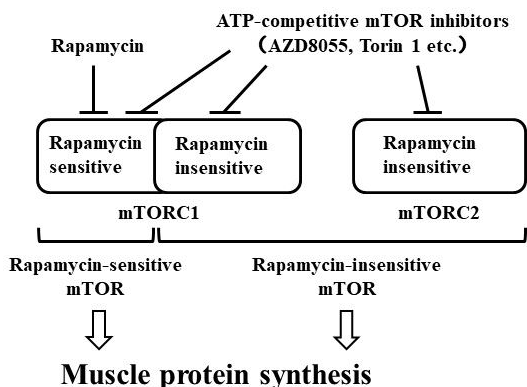 ATP-competitive mTOR inhibitors
Rapamycin
（AZD8055, Torin 1 etc.）
Rapamycin
sensitive
Rapamycin
insensitive
Rapamycin
insensitive
mTORC1
mTORC2
Rapamycin-sensitive
mTOR
Rapamycin-insensitive
mTOR
Muscle protein synthesis